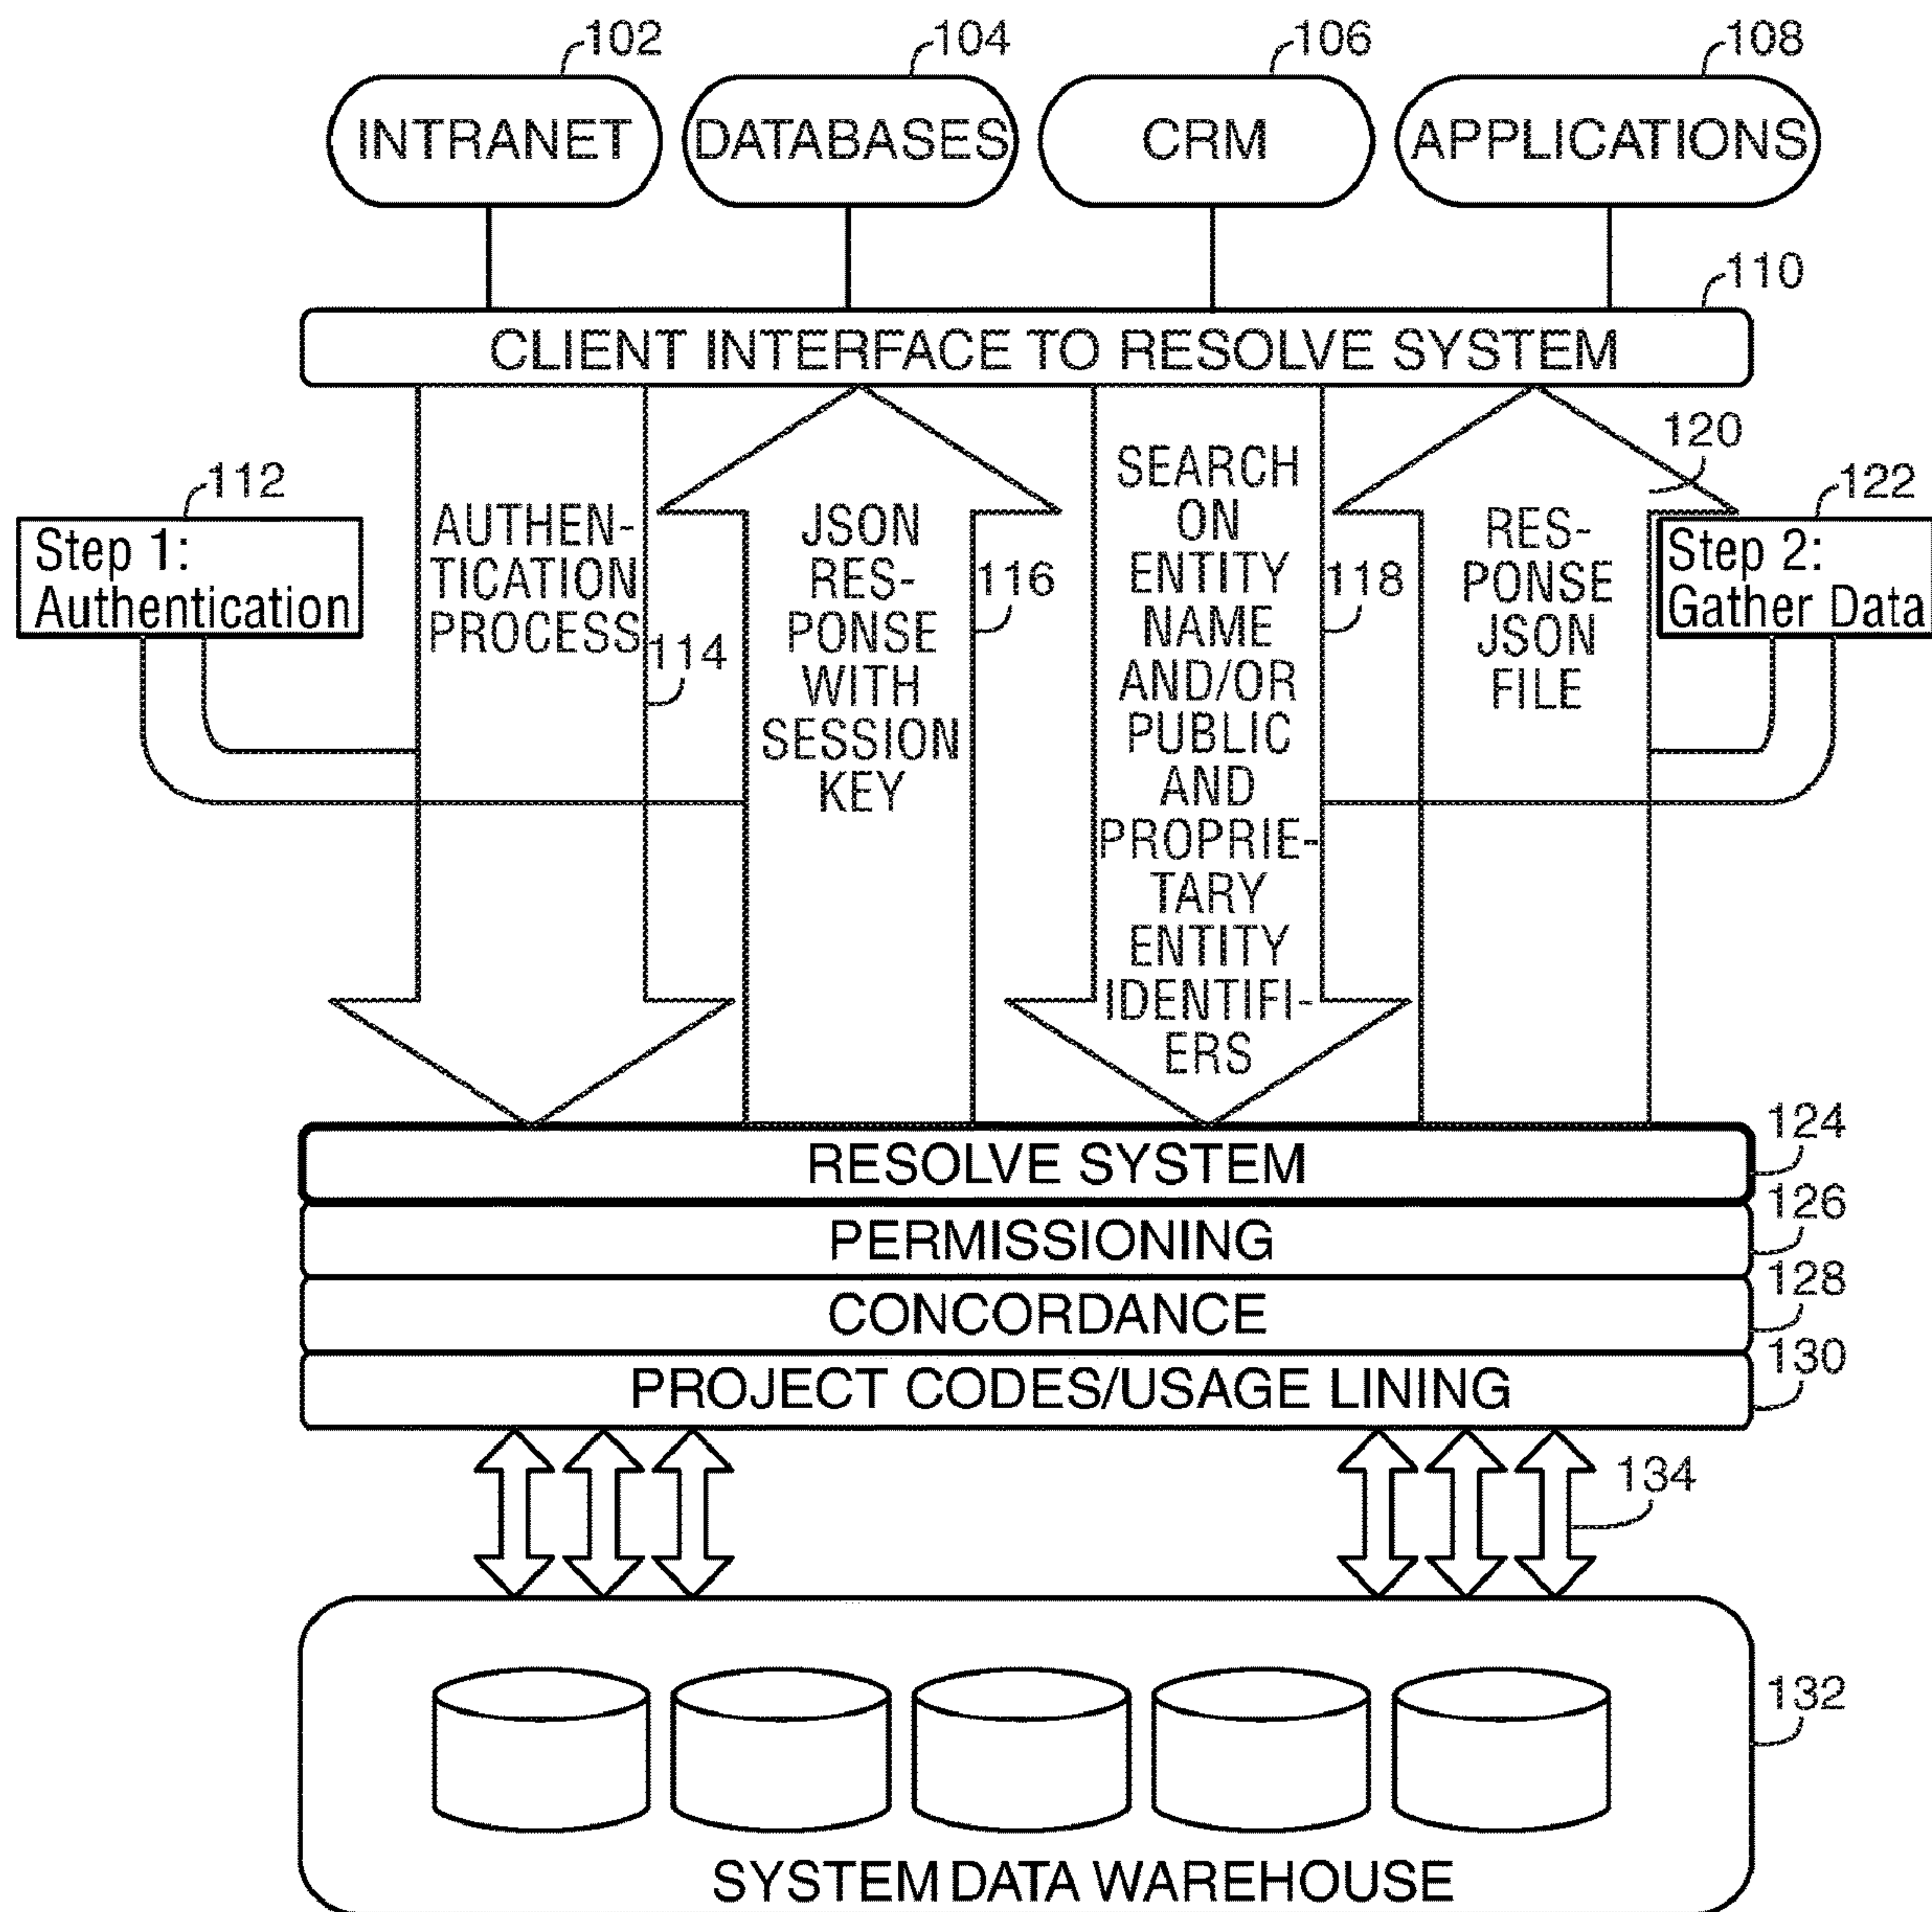 102
104
106
108
INTRANET
DATABASES
CRM
APPLICATIONS
110
CLIENT INTERFACE TO RESOLVE SYSTEM
112
Step 1:
Authentication
AUTHEN-
TICATION
PROCESS
114
JSON
RES-
PONSE
WITH
SESSION
KEY
116
SEARCH
ON
ENTITY
NAME
AND/OR
PUBLIC
AND
PROPRIE-
TARY
ENTITY
IDENTIFI-
ERS
118
RES-
PONSE
JSON
FILE
120
122
Step 2:
Gather Data
RESOLVE SYSTEM
124
PERMISSIONING
126
CONCORDANCE
128
PROJECT CODES/USAGE LINING
130
134
132
SYSTEM DATA WAREHOUSE